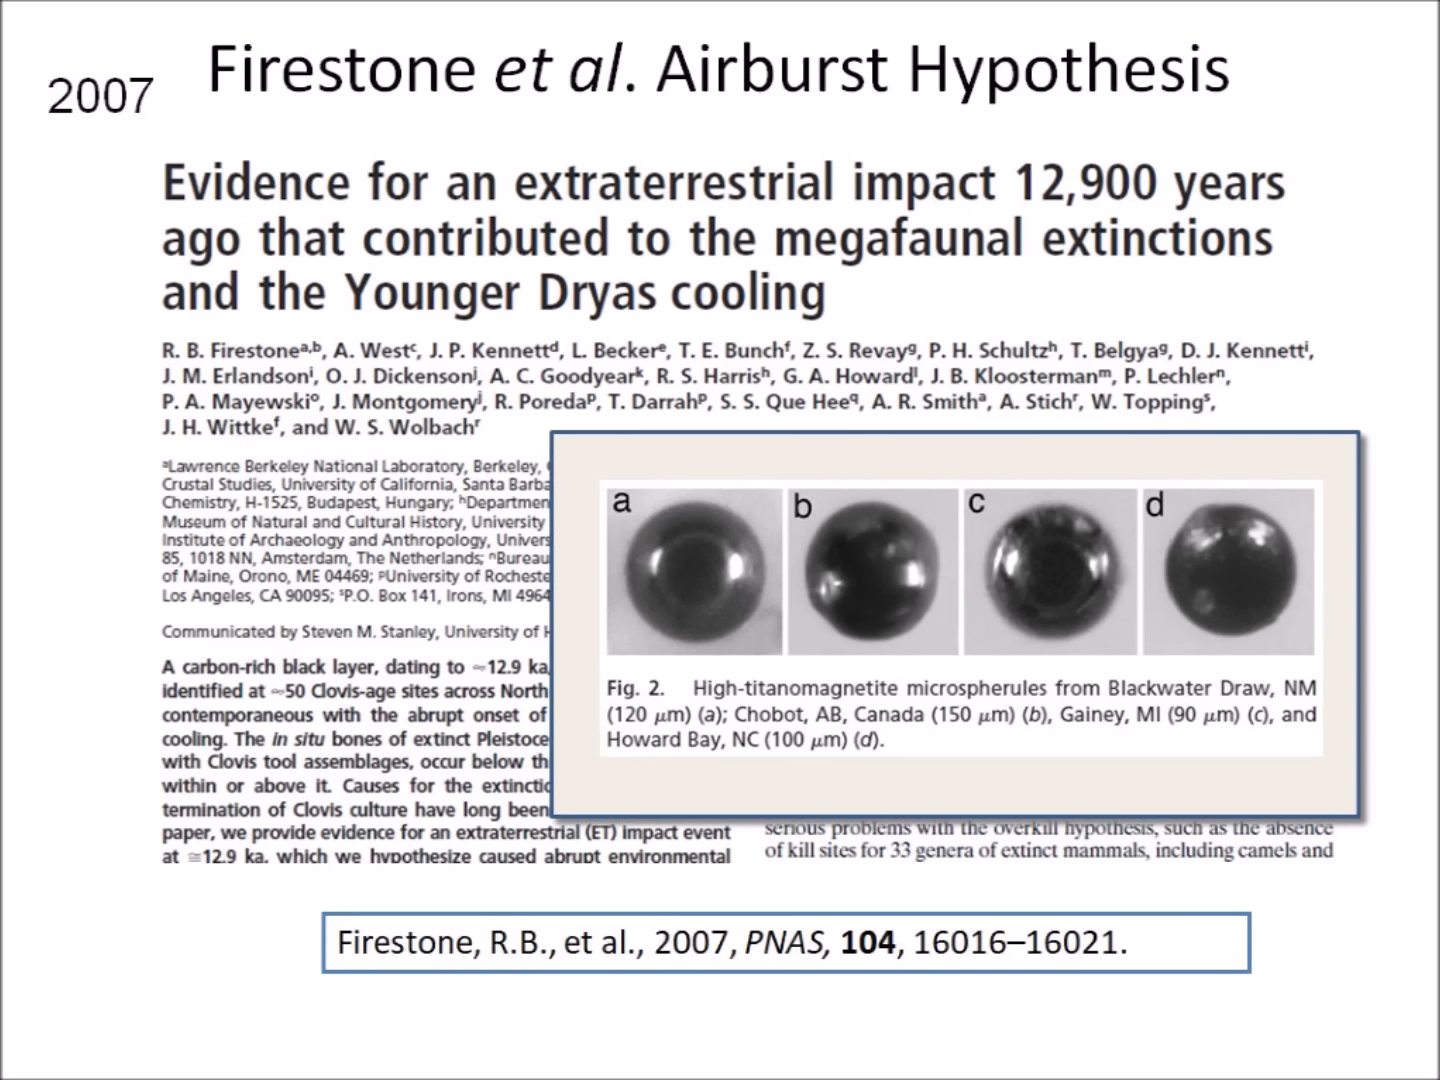 2007
Firestone et al. Airburst Hypothesis
Evidence for an extraterrestrial impact 12,900 years
ago that contributed to the megafaunal extinctions
and the Younger Dryas cooling
R. B. Firestoneᵃ,ᵇ, A. Westᶜ, J. P. Kennettᵈ, L. Beckerᵉ, T. E. Bunchᶠ, Z. S. Revayᵍ, P. H. Schultzʰ, T. Belgyaᵍ, D. J. Kennettⁱ,
J. M. Erlandsonⁱ, O. J. Dickensonʲ, A. C. Goodyearᵏ, R. S. Harrisʰ, G. A. Howardˡ, J. B. Kloostermanᵐ, P. Lechlerⁿ,
P. A. Mayewskiᵒ, J. Montgomeryʲ, R. Poredaᵖ, T. Darrahᵖ, S. S. Que Heeq, A. R. Smithᵃ, A. Stichʳ, W. Toppingˢ,
J. H. Wittkeᶠ, and W. S. Wolbachʳ
ᵃLawrence Berkeley National Laboratory, Berkeley,
Crustal Studies, University of California, Santa Barba
Chemistry, H-1525, Budapest, Hungary; ʰDepartmen
Museum of Natural and Cultural History, University
Institute of Archaeology and Anthropology, Univers
85, 1018 NN, Amsterdam, The Netherlands; ⁿBureau
of Maine, Orono, ME 04469; ᵖUniversity of Rocheste
Los Angeles, CA 90095; ˢP.O. Box 141, Irons, MI 4964
Communicated by Steven M. Stanley, University of H
A carbon-rich black layer, dating to ≈12.9 ka,
identified at ≈50 Clovis-age sites across North
contemporaneous with the abrupt onset of
cooling. The in situ bones of extinct Pleistoce
with Clovis tool assemblages, occur below th
within or above it. Causes for the extinctio
termination of Clovis culture have long been
paper, we provide evidence for an extraterrestrial (ET) impact event
at ≅12.9 ka, which we hypothesize caused abrupt environmental
a
b
c
d
Fig. 2. High-titanomagnetite microspherules from Blackwater Draw, NM
(120 μm) (a); Chobot, AB, Canada (150 μm) (b), Gainey, MI (90 μm) (c), and
Howard Bay, NC (100 μm) (d).
serious problems with the overkill hypothesis, such as the absence
of kill sites for 33 genera of extinct mammals, including camels and
Firestone, R.B., et al., 2007, PNAS, 104, 16016–16021.